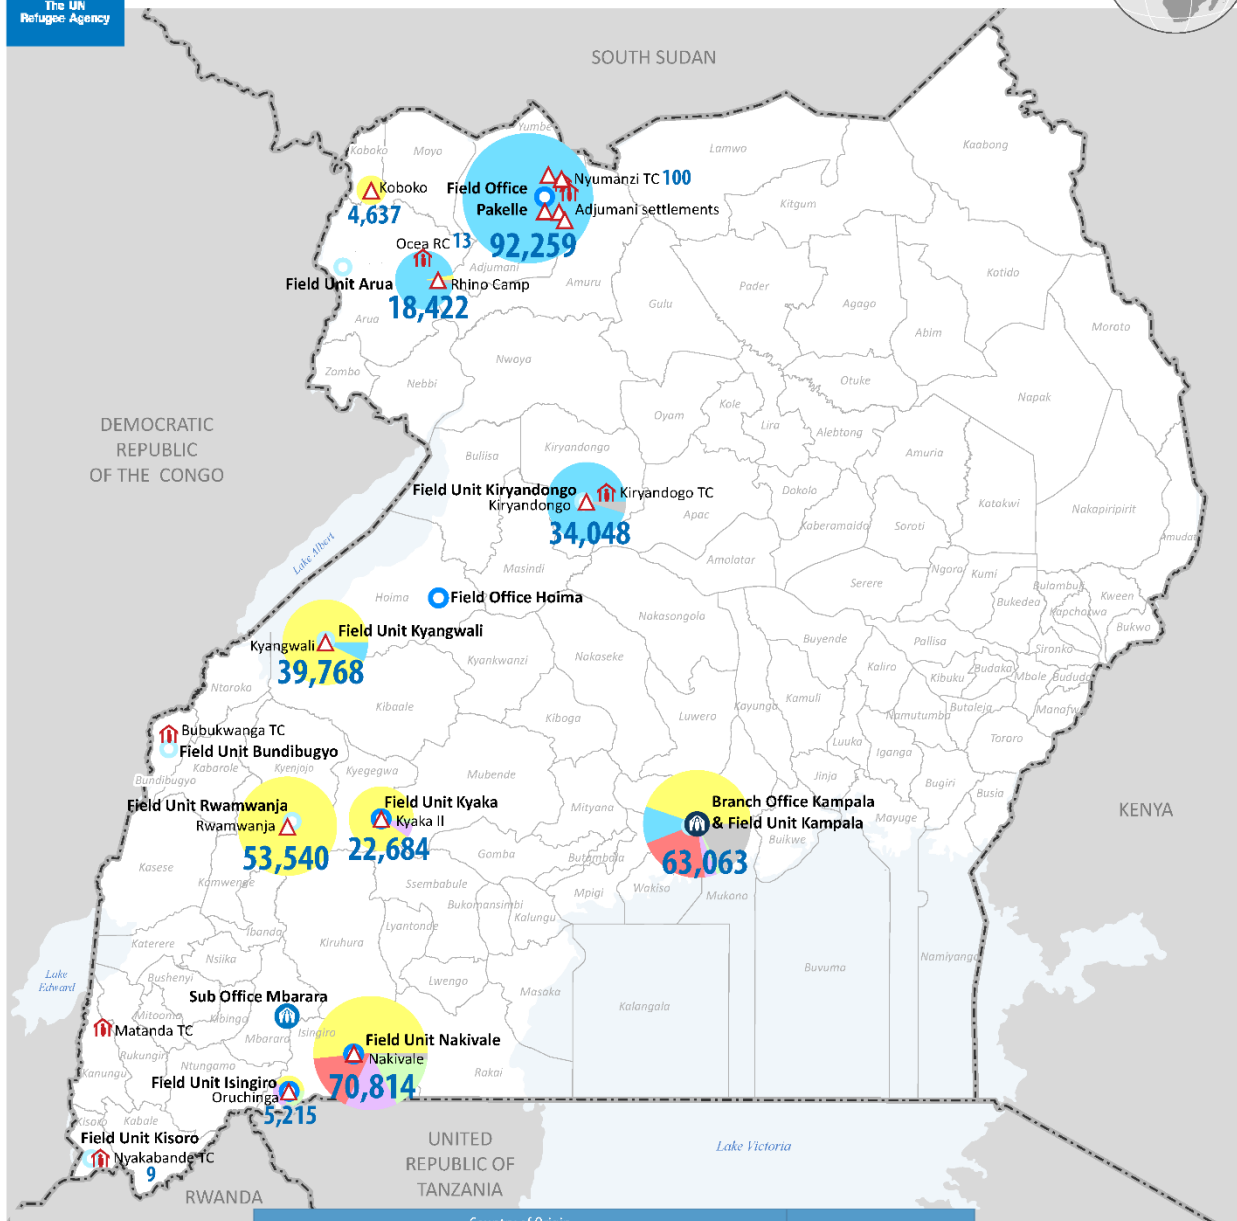 The UN
Refugee Agency
SOUTH SUDAN
Yumbe
Koboko
Moyo
Lamwo
Kaabong
Koboko
4,637
Field Office
Pakelle
Nyumanzi TC 100
Adjumani settlements
92,259
Kitgum
Ocea RC 13
Adjumani
Amuru
Kotido
Field Unit Arua
Rhino Camp
18,422
Gulu
Pader
Agago
Arua
Abim
Moroto
Zombo
Nebbi
Nwoya
Otuke
Napak
DEMOCRATIC
REPUBLIC
OF THE CONGO
Oyam
Kole
Lira
Alebtong
Buliisa
Kiryandongo
Amuria
Field Unit Kiryandongo
Kiryandongo
Kiryandogo TC
34,048
Dokolo
Katakwi
Nakapiripirit
Apac
Kaberamaido
Soroti
Amudat
Lake Albert
Masindi
Amolatar
Ngora
Kumi
Serere
Bulambuli
Kween
Hoima
Field Office Hoima
Nakasongola
Bukedea
Kapchorwa
Bukwo
Field Unit Kyangwali
Kyangwali
39,768
Kyankwanzi
Nakaseke
Buyende
Pallisa
Sironko
Kaliro
Kibuku
Budaka
Mbale
Bududa
Ntoroko
Kibaale
Kiboga
Luwero
Kayunga
Kamuli
Namutumba
Butaleja
Manafwa
Bubukwanga TC
Field Unit Bundibugyo
Luuka
Iganga
Tororo
Bundibugyo
Kabarole
Kyenjojo
Kyegegwa
Mubende
Jinja
Bugiri
Busia
Field Unit Rwamwanja
Rwamwanja
53,540
Field Unit Kyaka
Kyaka II
22,684
Mityana
Branch Office Kampala
& Field Unit Kampala
63,063
Mayuge
Buikwe
KENYA
Kasese
Kamwenge
Gomba
Butambala
Ssembabule
Mpigi
Wakiso
Mukono
Bukomansimbi
Kalungu
Lyantonde
Ibanda
Kiruhura
Katerere
Nsiika
Bushenyi
Lwengo
Masaka
Buvuma
Namiyango
Lake
Edward
Kalangala
Sub Office Mbarara
Mitooma
Kibingo
Mbarara
Isingiro
Matanda TC
Rukungiri
Ntungamo
Kanungu
Field Unit Nakivale
Nakivale
70,814
Rakai
Field Unit Isingiro
Oruchinga
5,215
Kisoro
Kabale
Field Unit Kisoro
Nyakabande TC
9
RWANDA
UNITED
REPUBLIC OF
TANZANIA
Lake Victoria